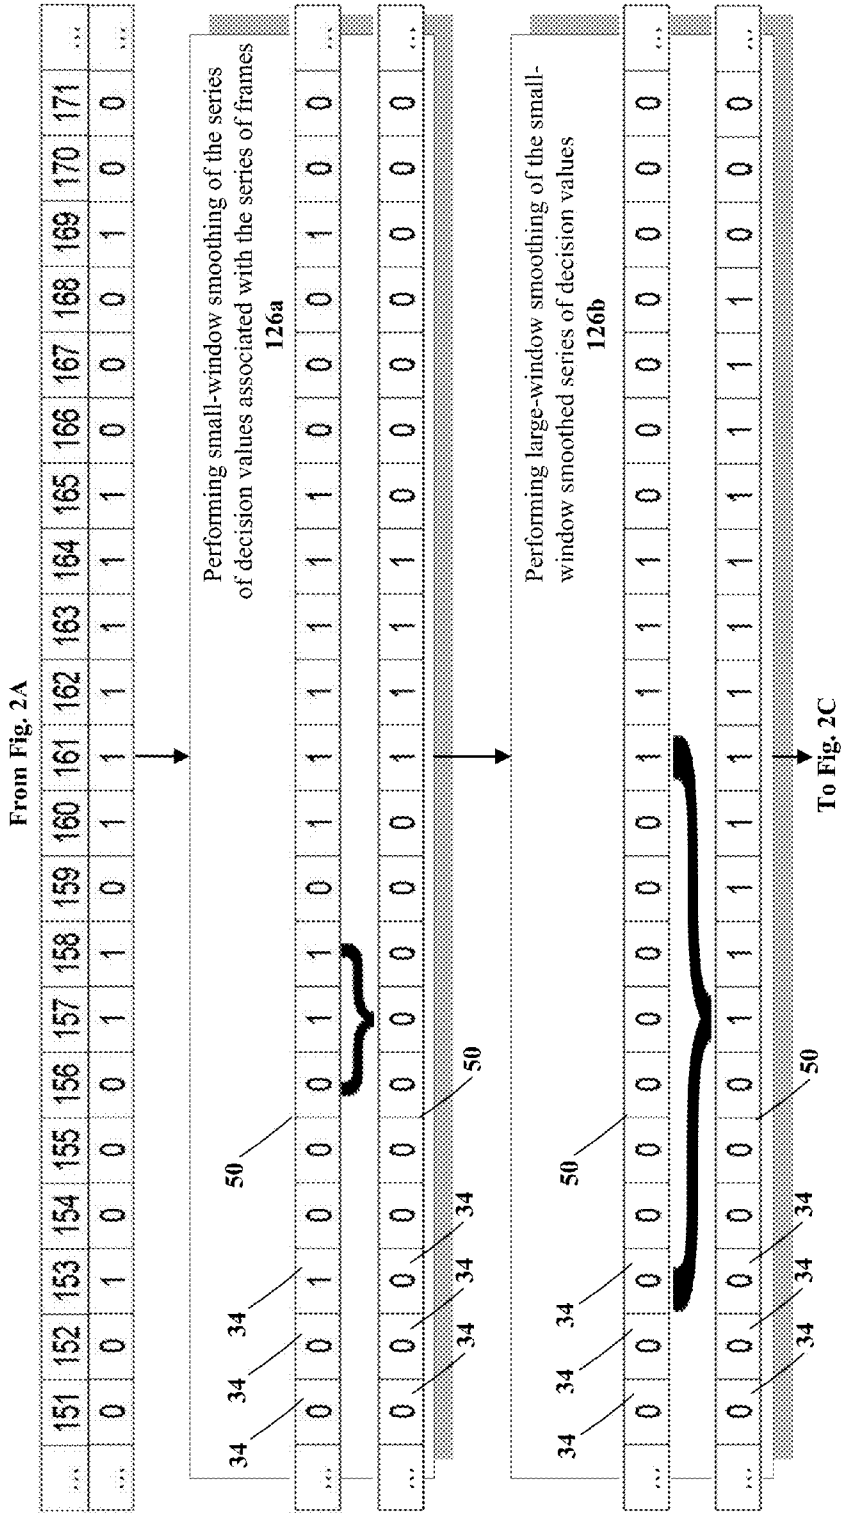 From Fig. 2A
... 151 152 153 154 155 156 157 158 159 160 161 162 163 164 165 166 167 168 169 170 171 ...
... 0 0 1 0 0 0 1 1 0 1 1 1 1 1 1 0 0 0 1 0 0 ...
Performing small-window smoothing of the series
of decision values associated with the series of frames
126a
34 34 34 50
... 0 0 1 0 0 0 1 1 0 1 1 1 1 1 1 0 0 0 1 0 0 ...
... 0 0 0 0 0 0 0 0 0 0 1 1 1 1 0 0 0 0 0 0 0 ...
34 34 34 50
Performing large-window smoothing of the small-
window smoothed series of decision values
126b
34 34 34 50
... 0 0 0 0 0 0 0 0 0 0 1 1 1 1 0 0 0 0 0 0 0 ...
... 0 0 0 0 0 0 1 1 1 1 1 1 1 1 1 1 1 1 0 0 0 ...
34 34 34 50
To Fig. 2C